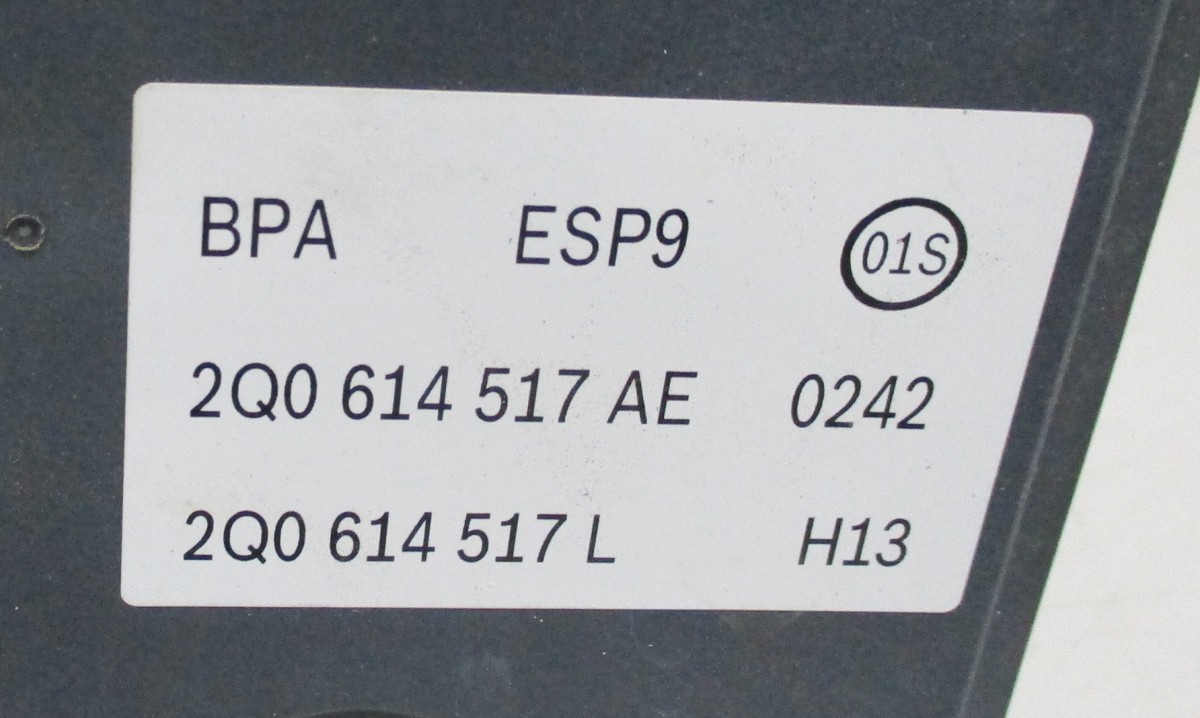 BPA ESP9 01S
2Q0 614 517 AE 0242
2Q0 614 517 L H13